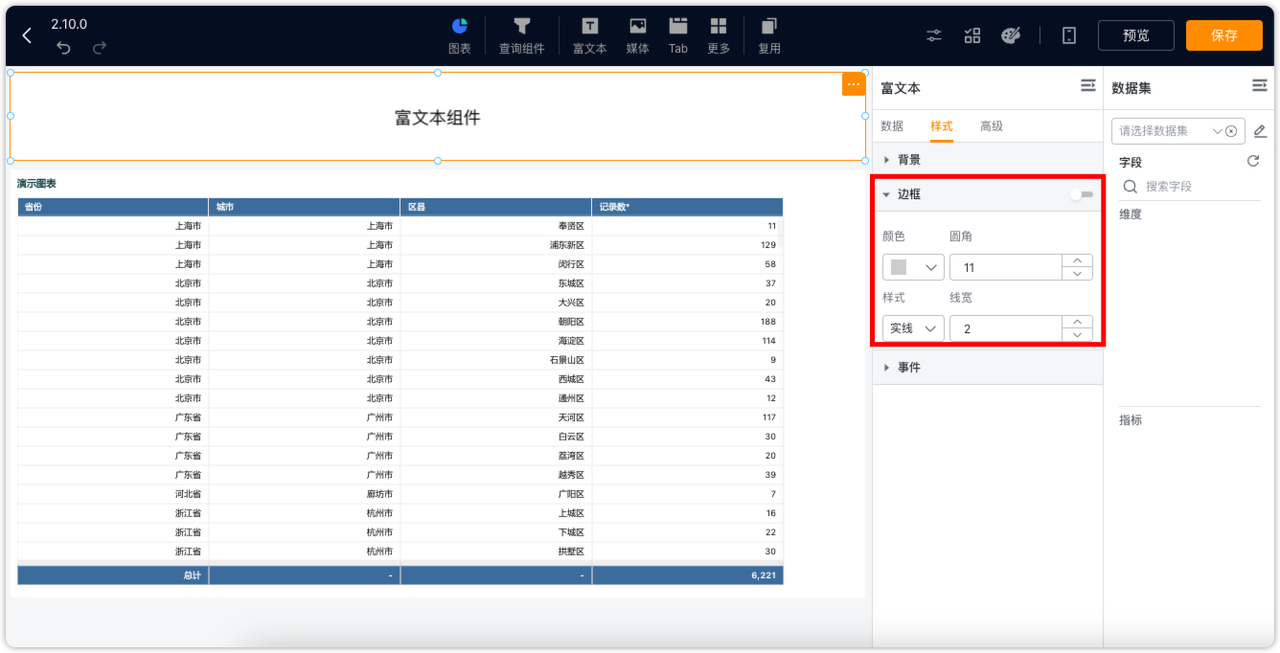 2.10.0
图表
查询组件
富文本
媒体
Tab
更多
复用
预览
保存
富文本组件
演示图表
省份 城市 区县 记录数*
上海市 上海市 奉贤区 11
上海市 上海市 浦东新区 129
上海市 上海市 闵行区 58
北京市 北京市 东城区 37
北京市 北京市 大兴区 20
北京市 北京市 朝阳区 188
北京市 北京市 海淀区 114
北京市 北京市 石景山区 9
北京市 北京市 西城区 43
北京市 北京市 通州区 12
广东省 广州市 天河区 117
广东省 广州市 白云区 30
广东省 广州市 荔湾区 20
广东省 广州市 越秀区 39
河北省 廊坊市 广阳区 7
浙江省 杭州市 上城区 16
浙江省 杭州市 下城区 22
浙江省 杭州市 拱墅区 30
总计 - - 6,221
富文本
数据 样式 高级
背景
边框
颜色 圆角
11
样式 线宽
实线 2
事件
数据集
请选择数据集
字段
搜索字段
维度
指标